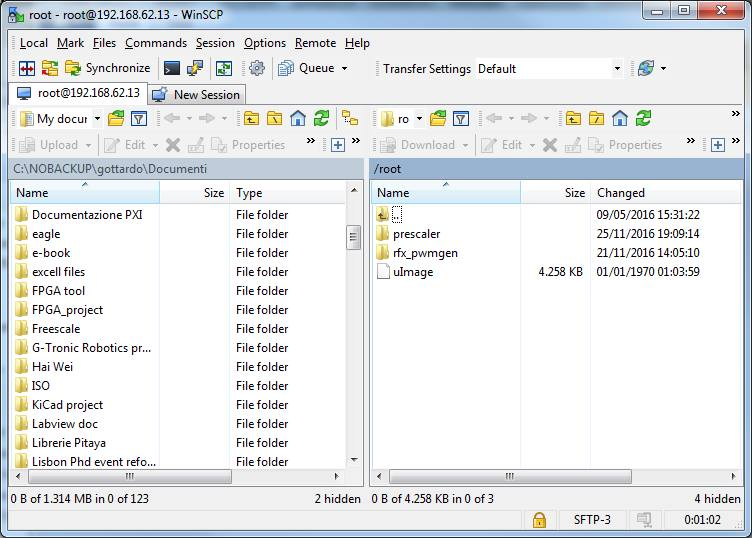 root - root@192.168.62.13 - WinSCP
Local Mark Files Commands Session Options Remote Help
Synchronize Queue Transfer Settings Default
root@192.168.62.13 New Session
My docur ro
Upload Edit Properties Download Edit Properties
C:\NOBACKUP\gottardo\Documenti /root
Name Size Type Name Size Changed
Documentazione PXI File folder .. 09/05/2016 15:31:22
eagle File folder prescaler 25/11/2016 19:09:14
e-book File folder rfx_pwmgen 21/11/2016 14:05:10
excell files File folder uImage 4.258 KB 01/01/1970 01:03:59
FPGA tool File folder
FPGA_project File folder
Freescale File folder
G-Tronic Robotics pr... File folder
Hai Wei File folder
ISO File folder
KiCad project File folder
Labview doc File folder
Librerie Pitaya File folder
Lisbon Phd event refo... File folder
0 B of 1.314 MB in 0 of 123 2 hidden 0 B of 4.258 KB in 0 of 3 4 hidden
SFTP-3 0:01:02